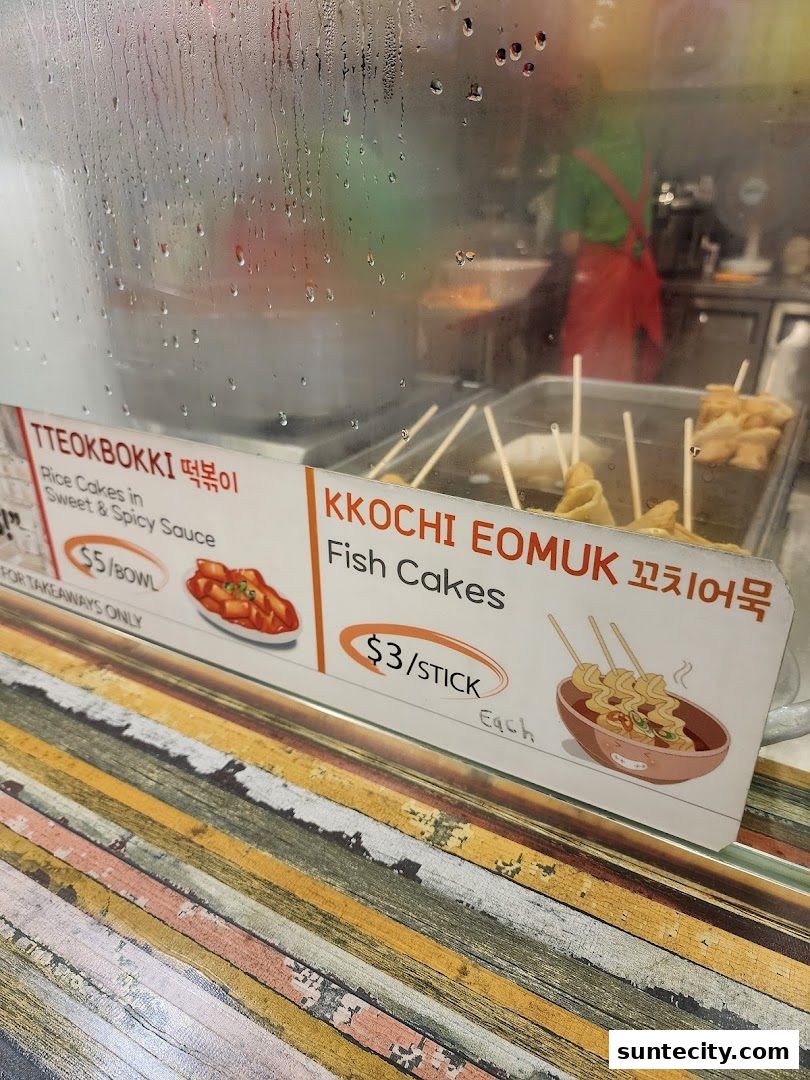 TTEOKBOKKI 떡볶이
Rice Cakes in
Sweet & Spicy Sauce
$5/BOWL
FOR TAKEAWAYS ONLY
KKOCHI EOMUK 꼬치어묵
Fish Cakes
$3/STICK
Each
suntecity.com